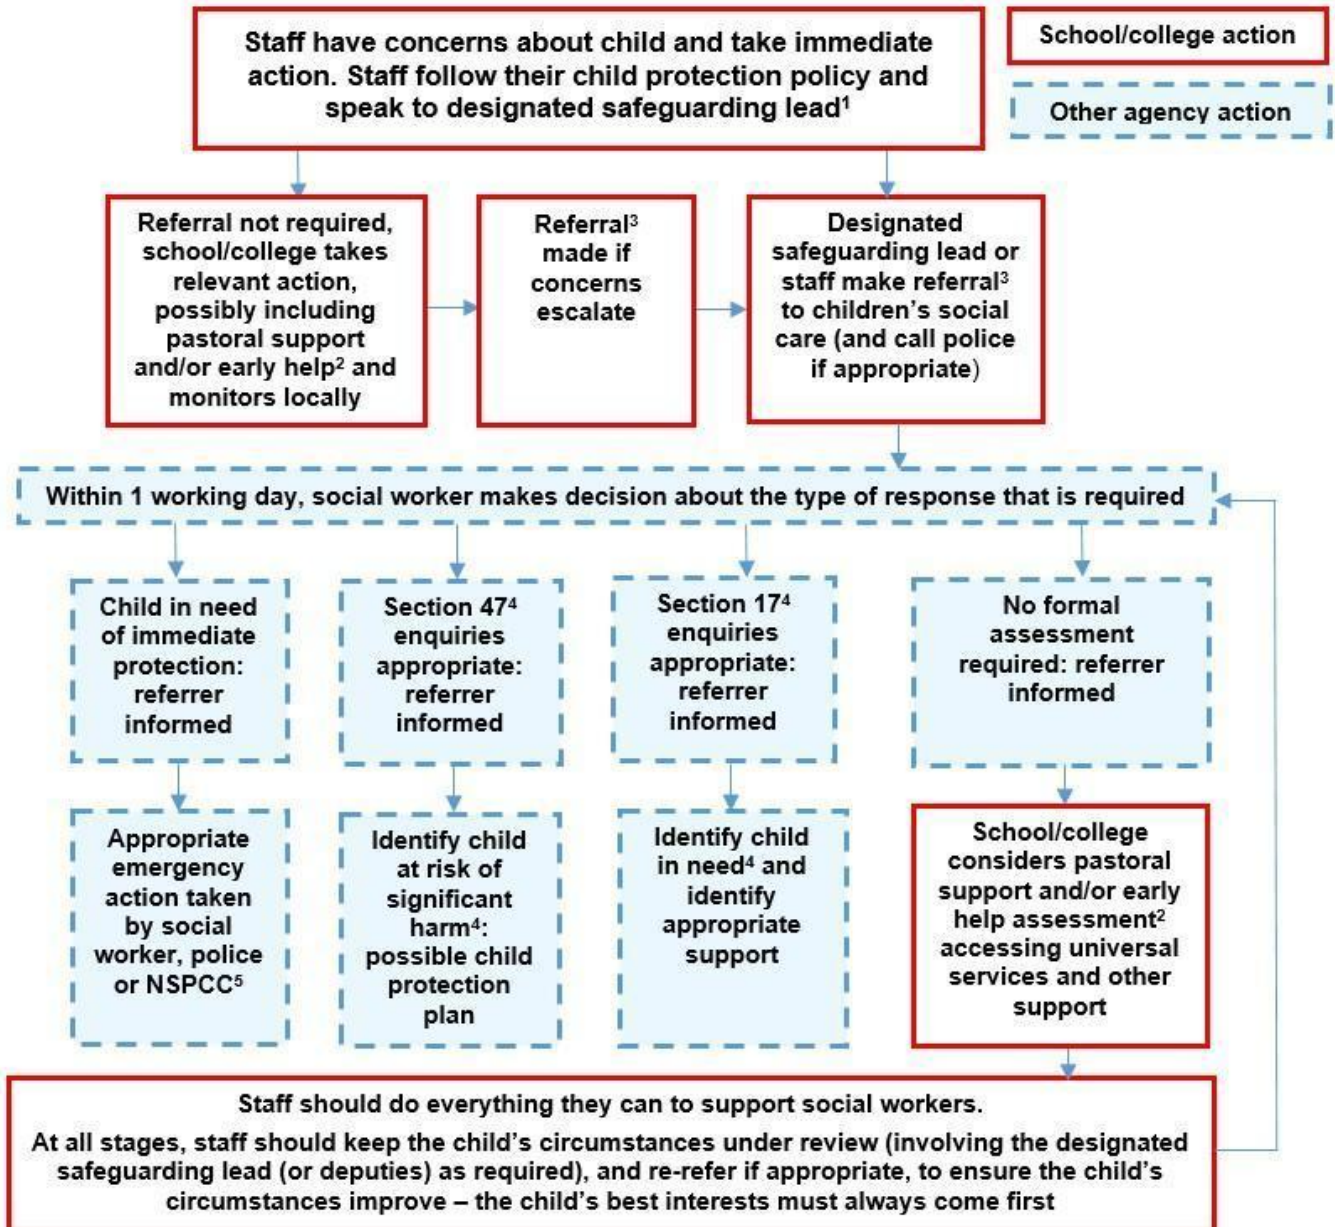 Staff have concerns about child and take immediate
action. Staff follow their child protection policy and
speak to designated safeguarding lead¹
School/college action
Other agency action
Referral not required,
school/college takes
relevant action,
possibly including
pastoral support
and/or early help² and
monitors locally
Referral³
made if
concerns
escalate
Designated
safeguarding lead or
staff make referral³
to children’s social
care (and call police
if appropriate)
Within 1 working day, social worker makes decision about the type of response that is required
Child in need
of immediate
protection:
referrer
informed
Section 47⁴
enquiries
appropriate:
referrer
informed
Section 17⁴
enquiries
appropriate:
referrer
informed
No formal
assessment
required: referrer
informed
Appropriate
emergency
action taken
by social
worker, police
or NSPCC⁵
Identify child
at risk of
significant
harm⁴:
possible child
protection
plan
Identify child
in need⁴ and
identify
appropriate
support
School/college
considers pastoral
support and/or early
help assessment²
accessing universal
services and other
support
Staff should do everything they can to support social workers.
At all stages, staff should keep the child’s circumstances under review (involving the designated
safeguarding lead (or deputies) as required), and re-refer if appropriate, to ensure the child’s
circumstances improve – the child’s best interests must always come first